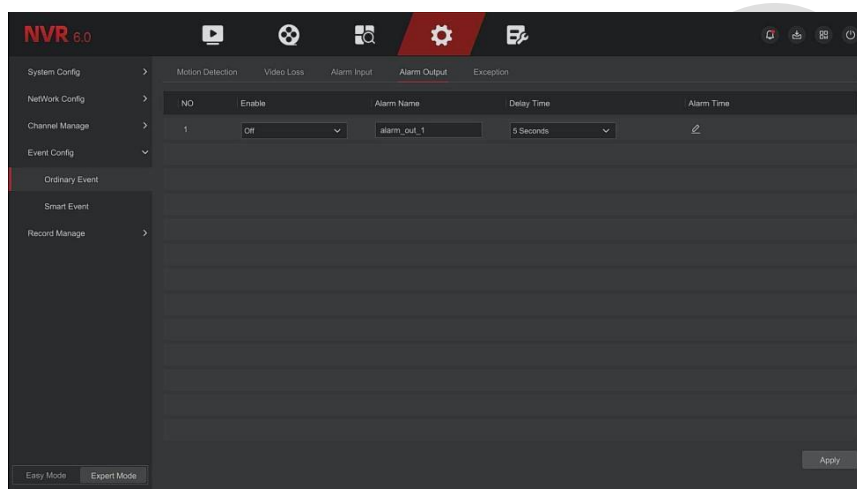 NVR 6.0
System Config
Motion Detection Video Loss Alarm Input Alarm Output Exception
NetWork Config
NO Enable Alarm Name Delay Time Alarm Time
Channel Manage
1 Off alarm_out_1 5 Seconds
Event Config
Ordinary Event
Smart Event
Record Manage
Apply
Easy Mode Expert Mode